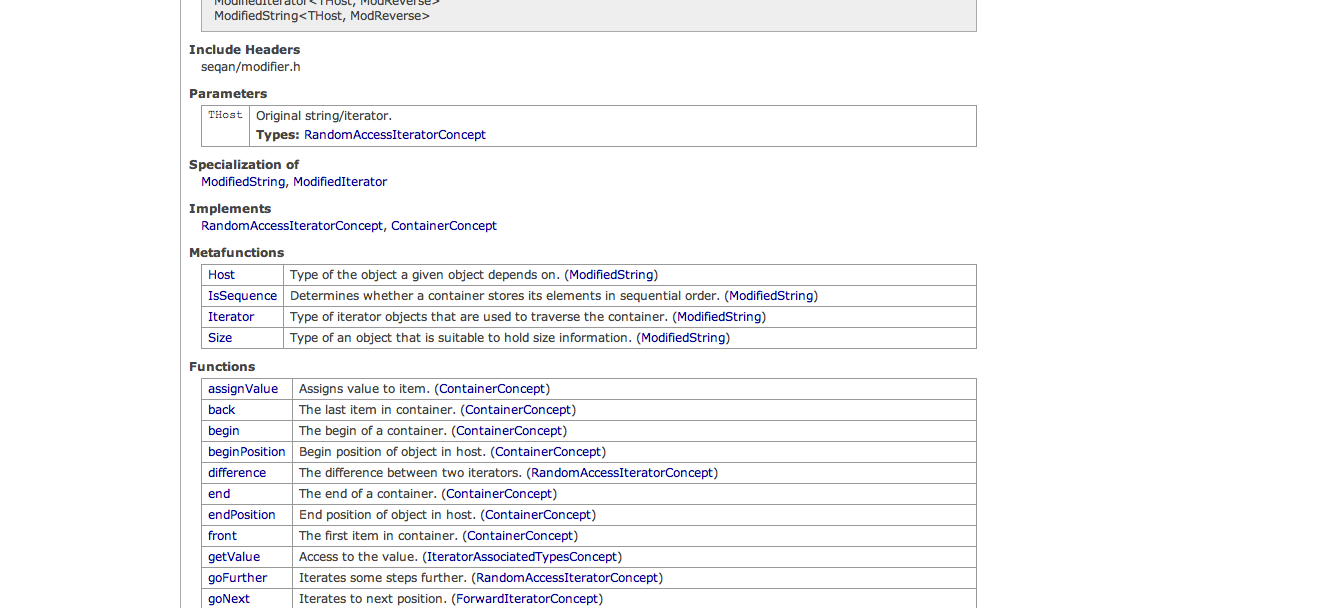 ModifiedIterator<THost, ModReverse>
ModifiedString<THost, ModReverse>
Include Headers
seqan/modifier.h
Parameters
THost Original string/iterator.
Types: RandomAccessIteratorConcept
Specialization of
ModifiedString, ModifiedIterator
Implements
RandomAccessIteratorConcept, ContainerConcept
Metafunctions
Host Type of the object a given object depends on. (ModifiedString)
IsSequence Determines whether a container stores its elements in sequential order. (ModifiedString)
Iterator Type of iterator objects that are used to traverse the container. (ModifiedString)
Size Type of an object that is suitable to hold size information. (ModifiedString)
Functions
assignValue Assigns value to item. (ContainerConcept)
back The last item in container. (ContainerConcept)
begin The begin of a container. (ContainerConcept)
beginPosition Begin position of object in host. (ContainerConcept)
difference The difference between two iterators. (RandomAccessIteratorConcept)
end The end of a container. (ContainerConcept)
endPosition End position of object in host. (ContainerConcept)
front The first item in container. (ContainerConcept)
getValue Access to the value. (IteratorAssociatedTypesConcept)
goFurther Iterates some steps further. (RandomAccessIteratorConcept)
goNext Iterates to next position. (ForwardIteratorConcept)